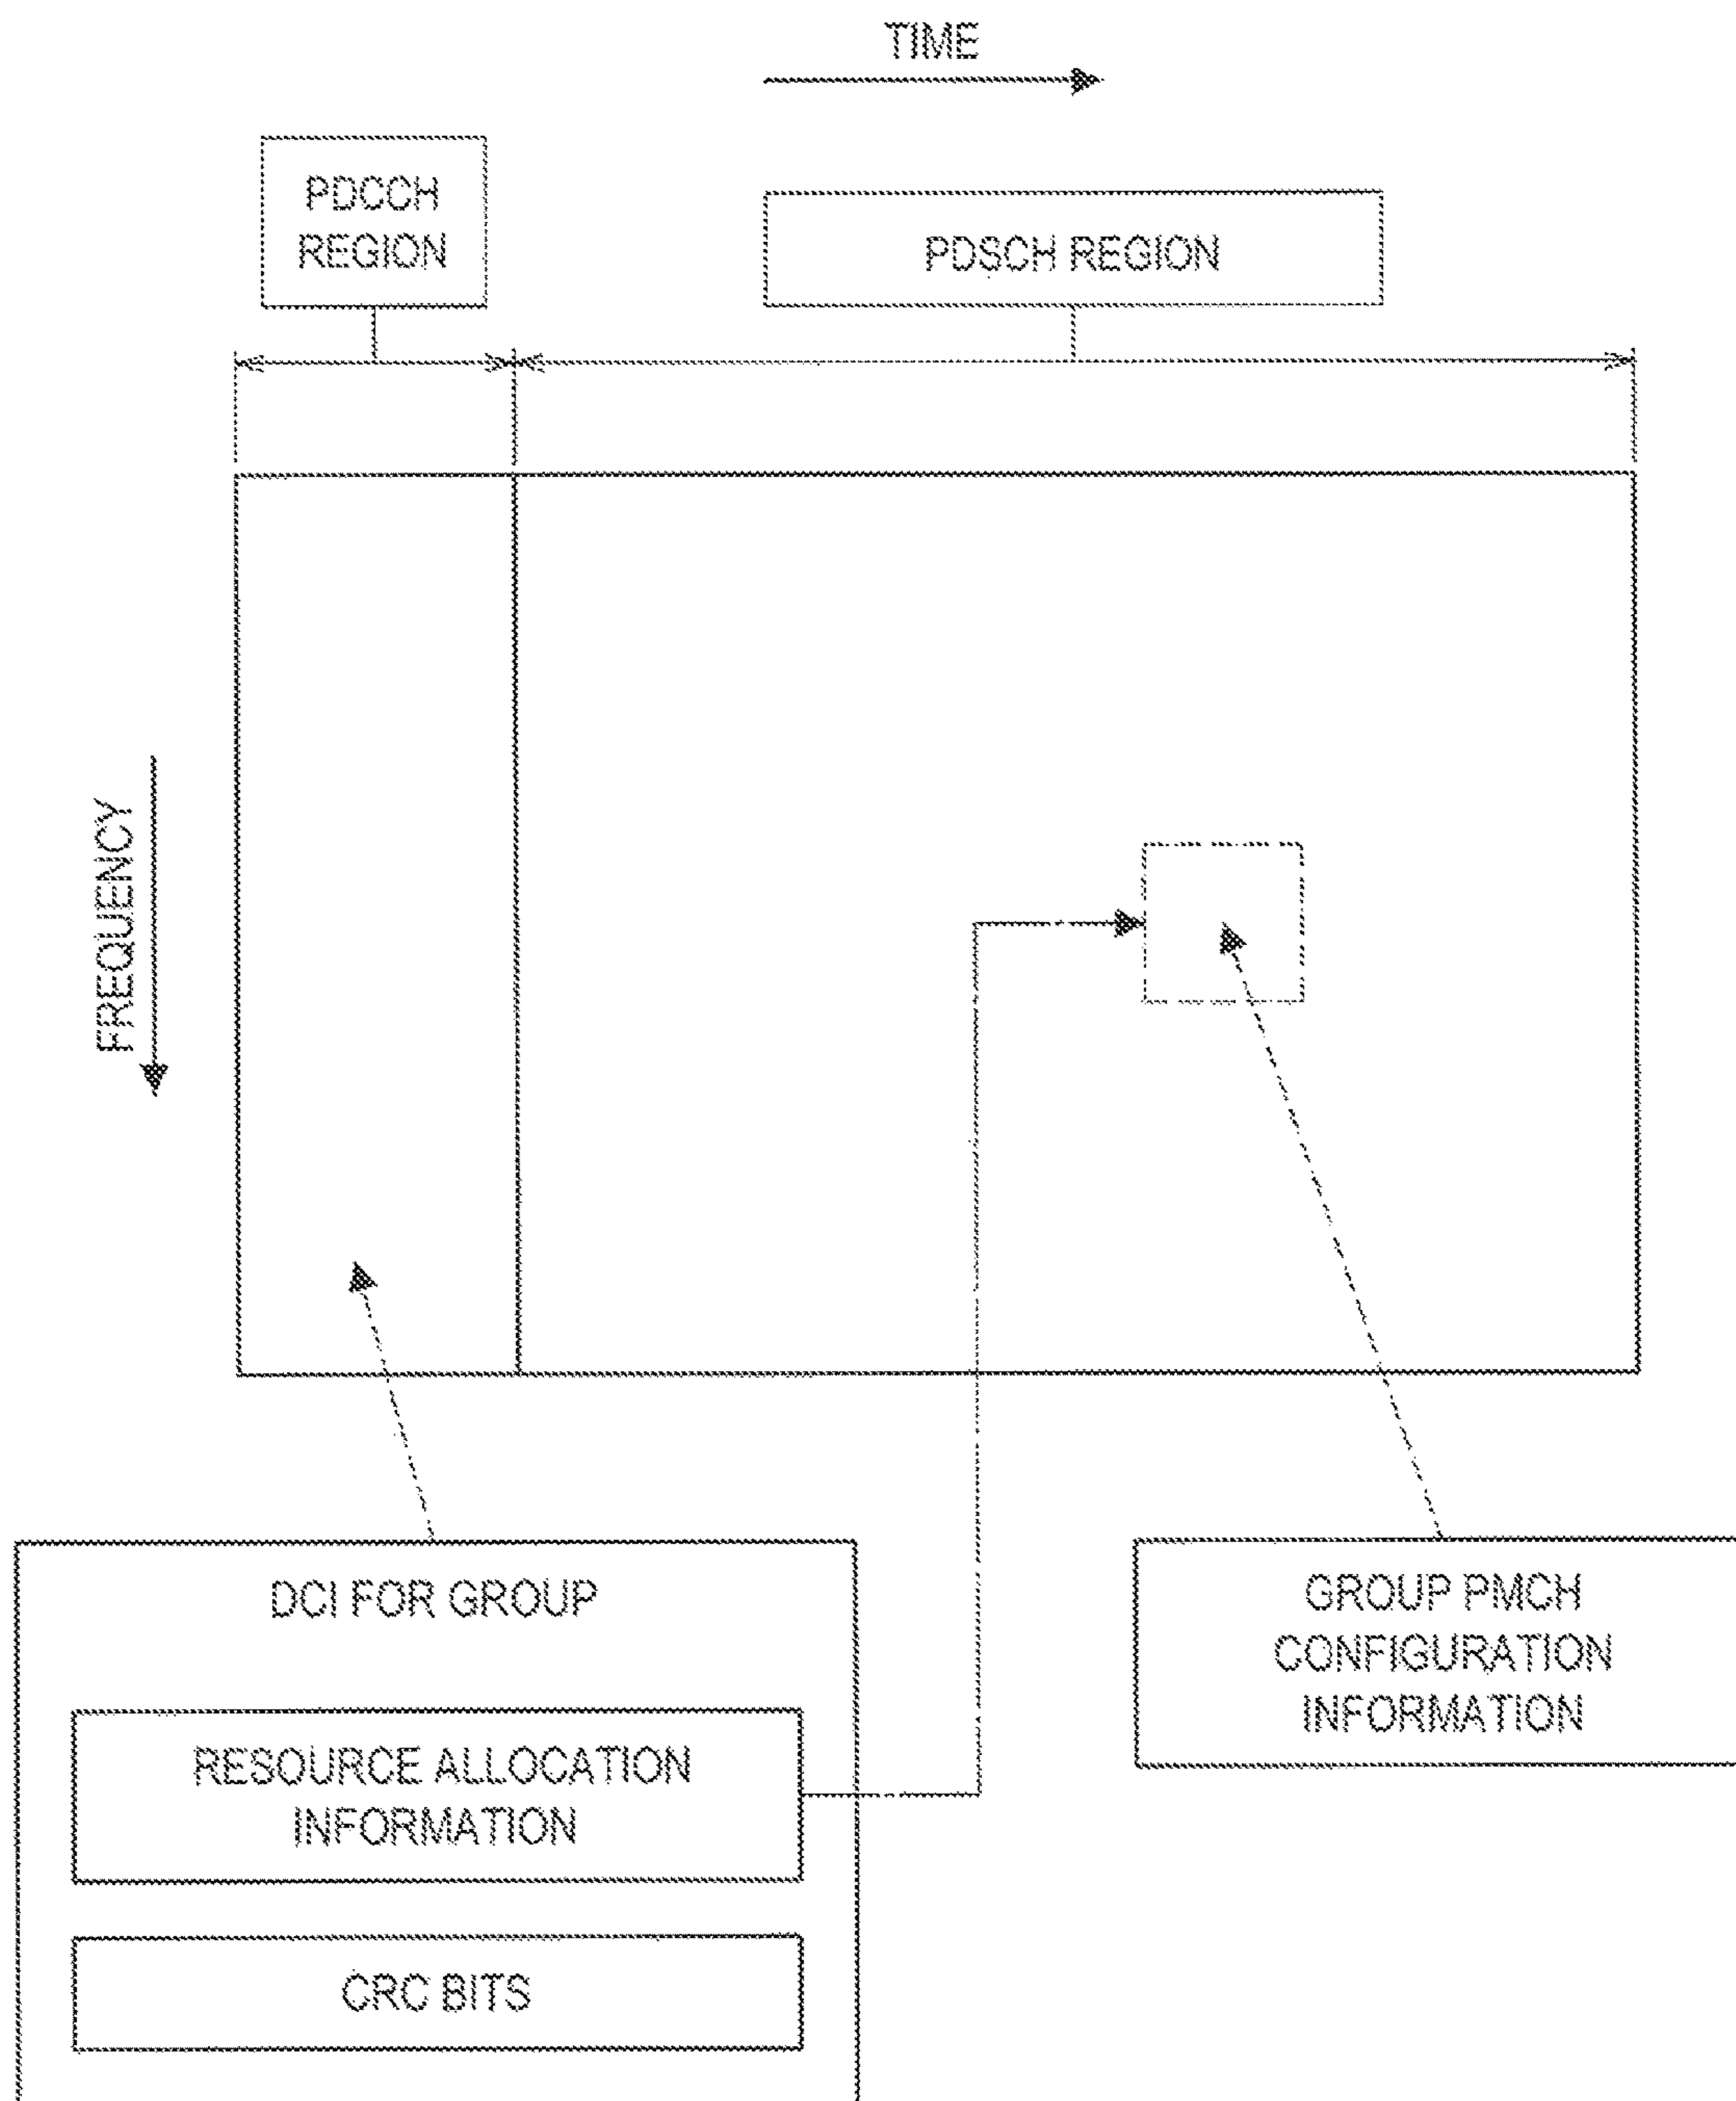 TIME
PDCCH
REGION
PDSCH REGION
FREQUENCY
DCI FOR GROUP
RESOURCE ALLOCATION
INFORMATION
CRC BITS
GROUP PMCH
CONFIGURATION
INFORMATION